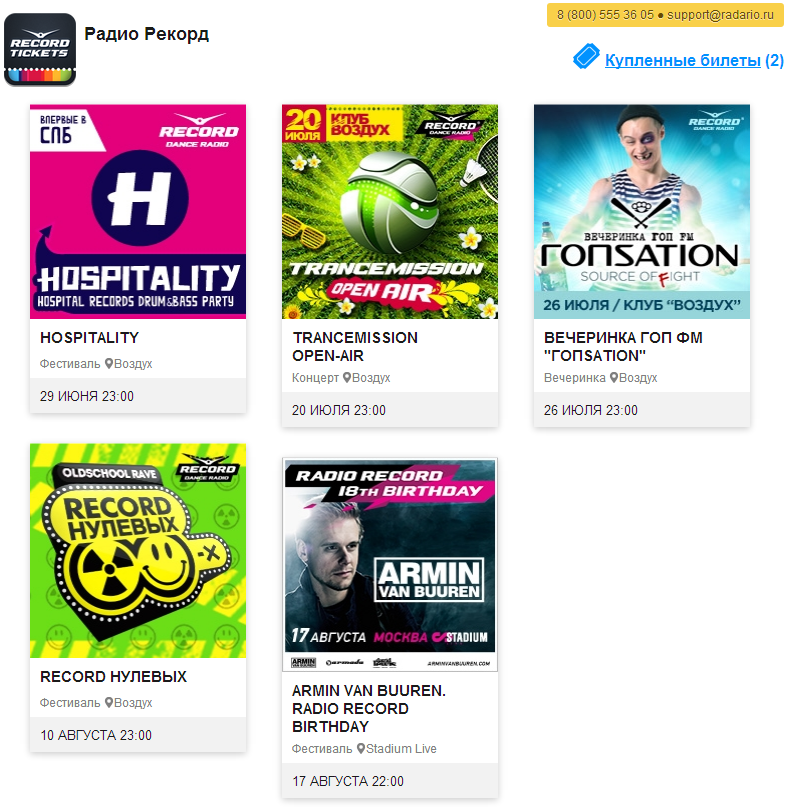 8 (800) 555 36 05 ● support@radario.ru
RECORD
TICKETS
Радио Рекорд
Купленные билеты (2)
ВПЕРВЫЕ В
СПБ
RECORD
DANCE RADIO
H
HOSPITALITY
HOSPITAL RECORDS DRUM&BASS PARTY
HOSPITALITY
Фестиваль Воздух
29 ИЮНЯ 23:00
20
ИЮЛЯ
КЛУБ
ВОЗДУХ
RECORD
DANCE RADIO
TRANCEMISSION
OPEN AIR
TRANCEMISSION
OPEN-AIR
Концерт Воздух
20 ИЮЛЯ 23:00
RECORD
DANCE RADIO
ВЕЧЕРИНКА ГОП FM
ГОПSATION
SOURCE OF FIGHT
26 ИЮЛЯ / КЛУБ "ВОЗДУХ"
ВЕЧЕРИНКА ГОП ФМ
"ГОПSATION"
Вечеринка Воздух
26 ИЮЛЯ 23:00
OLDSCHOOL RAVE
RECORD
DANCE RADIO
RECORD
НУЛЕВЫХ
-X
RECORD НУЛЕВЫХ
Фестиваль Воздух
10 АВГУСТА 23:00
RADIO RECORD
18TH BIRTHDAY
ARMIN
VAN BUUREN
17 АВГУСТА МОСКВА STADIUM
ARMIN
VAN BUUREN
armada
ARMINVANBUUREN.COM
ARMIN VAN BUUREN.
RADIO RECORD
BIRTHDAY
Фестиваль Stadium Live
17 АВГУСТА 22:00